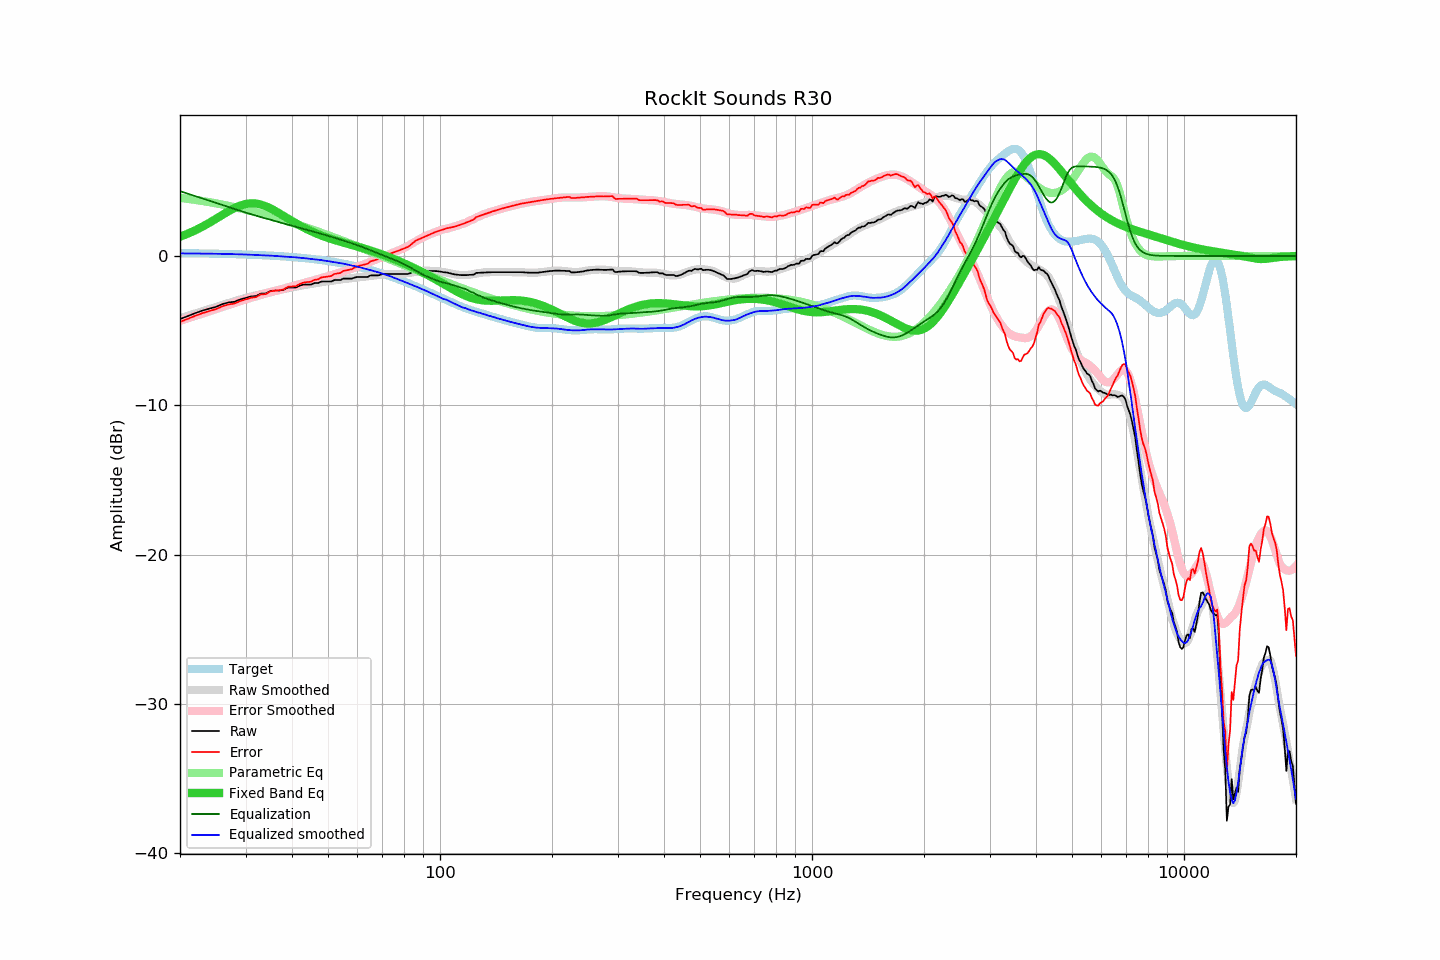 RockIt Sounds R30
Amplitude (dBr)
0
−10
−20
−30
−40
Target
Raw Smoothed
Error Smoothed
Raw
Error
Parametric Eq
Fixed Band Eq
Equalization
Equalized smoothed
100
1000
10000
Frequency (Hz)